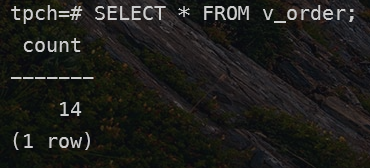 tpch=# SELECT * FROM v_order;
 count
-------
    14
(1 row)